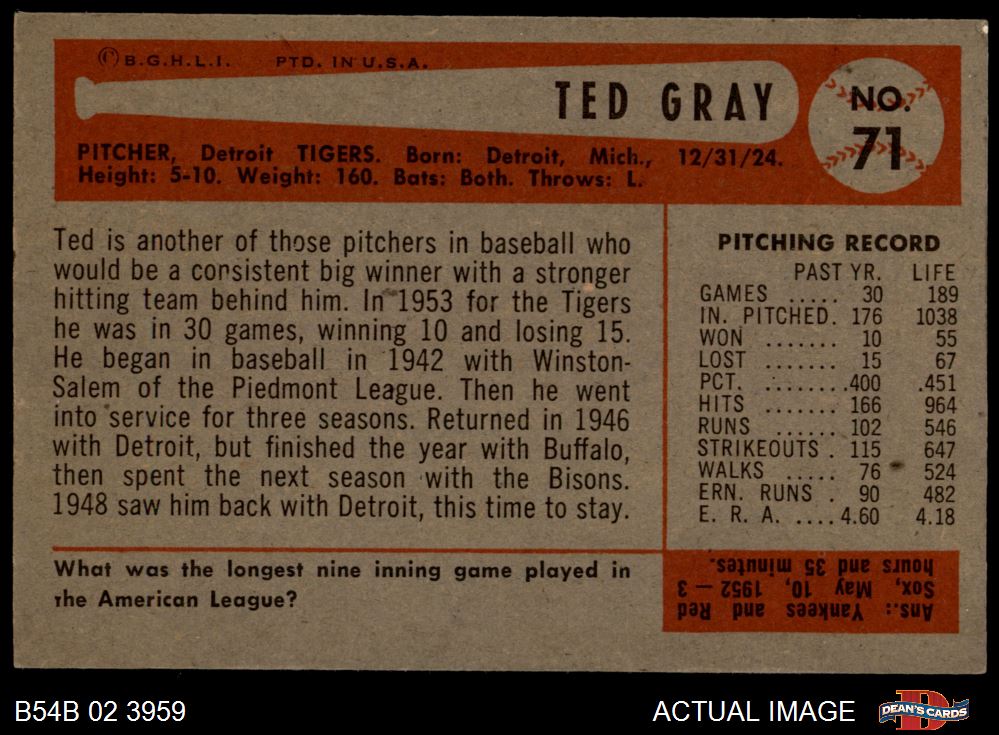 ©B.G.H.L.I. PTD. IN U.S.A.
TED GRAY
NO. 71
PITCHER, Detroit TIGERS. Born: Detroit, Mich., 12/31/24.
Height: 5-10. Weight: 160. Bats: Both. Throws: L.
Ted is another of those pitchers in baseball who
would be a consistent big winner with a stronger
hitting team behind him. In 1953 for the Tigers
he was in 30 games, winning 10 and losing 15.
He began in baseball in 1942 with Winston-
Salem of the Piedmont League. Then he went
into service for three seasons. Returned in 1946
with Detroit, but finished the year with Buffalo,
then spent the next season with the Bisons.
1948 saw him back with Detroit, this time to stay.
PITCHING RECORD
PAST YR. LIFE
GAMES ..... 30 189
IN. PITCHED. 176 1038
WON ....... 10 55
LOST ....... 15 67
PCT. ........400 .451
HITS ....... 166 964
RUNS ...... 102 546
STRIKEOUTS . 115 647
WALKS ..... 76 524
ERN. RUNS . 90 482
E. R. A. ....4.60 4.18
What was the longest nine inning game played in
the American League?
Ans.: Yankees and Red
Sox, May 10, 1952 — 3
hours and 35 minutes.
B54B 02 3959
ACTUAL IMAGE
D
DEAN'S CARDS